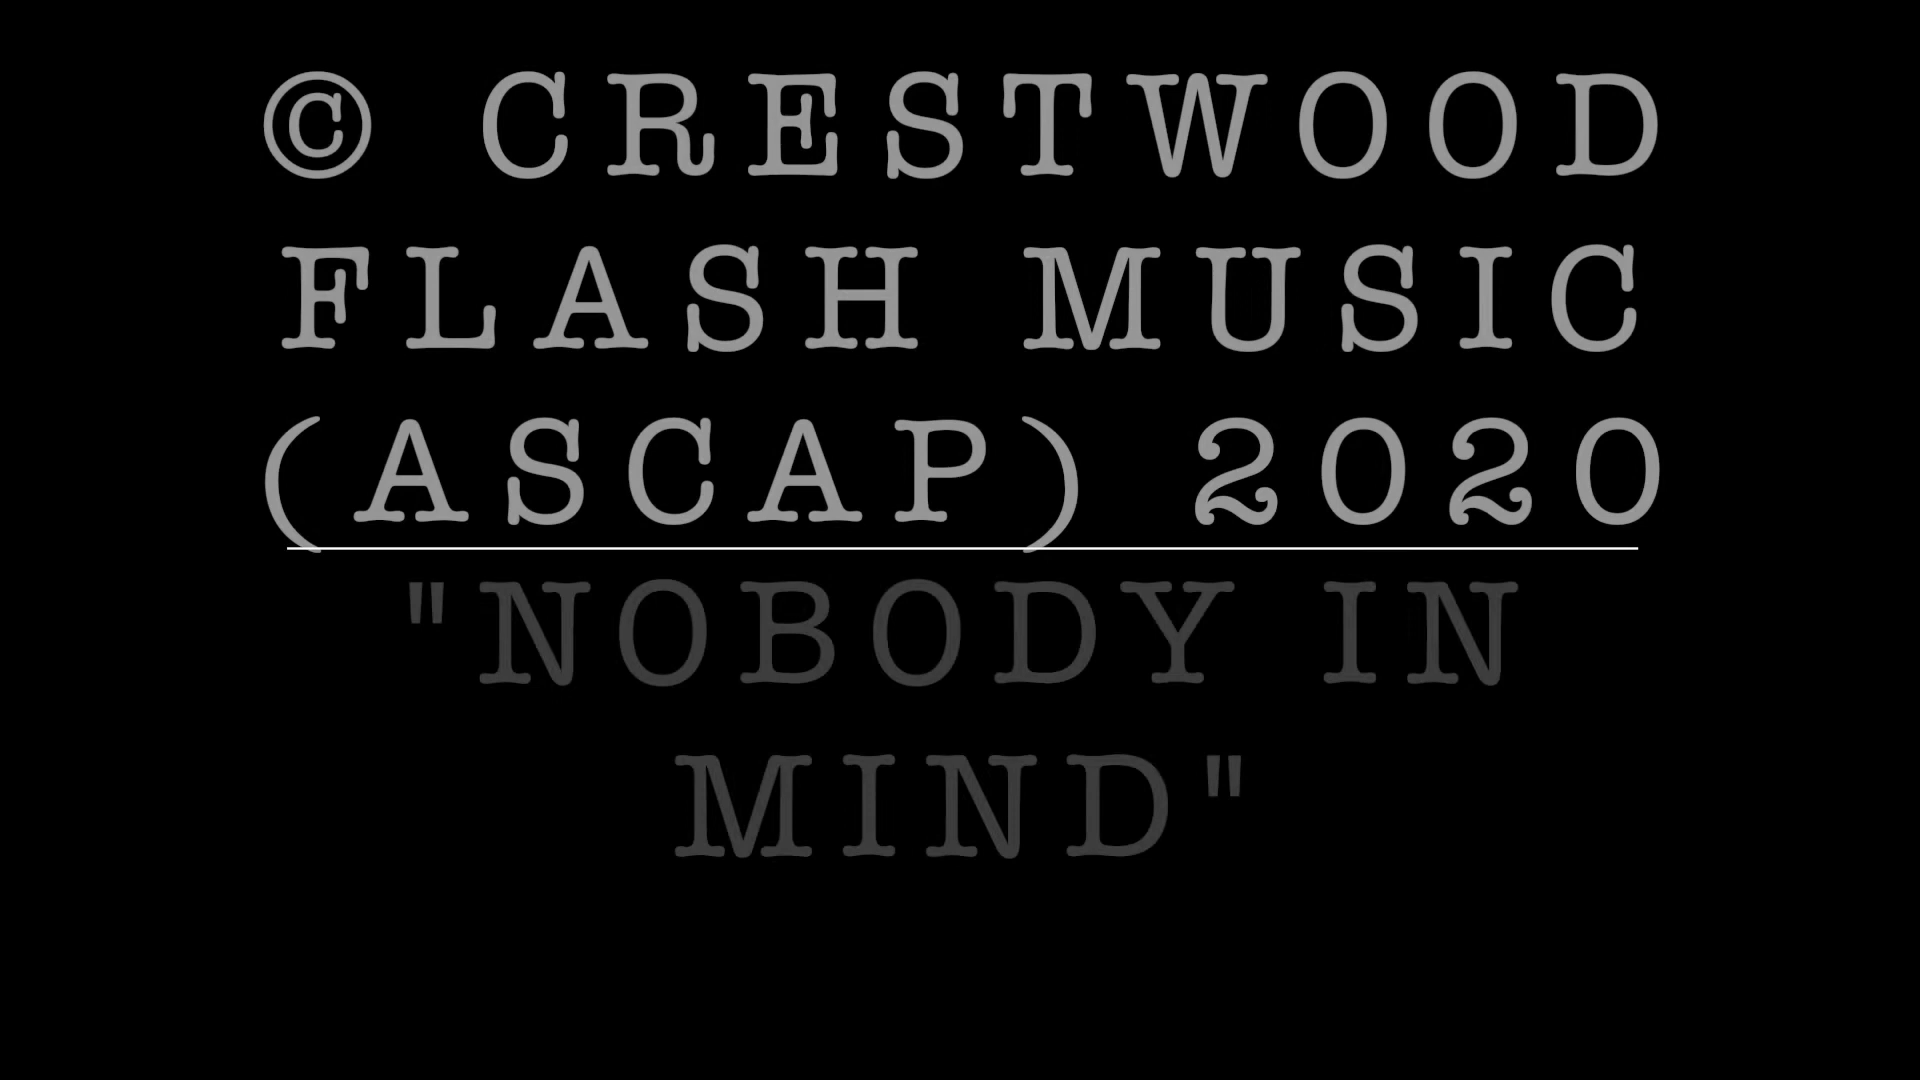 © CRESTWOOD
FLASH MUSIC
(ASCAP) 2020
"NOBODY IN
MIND"